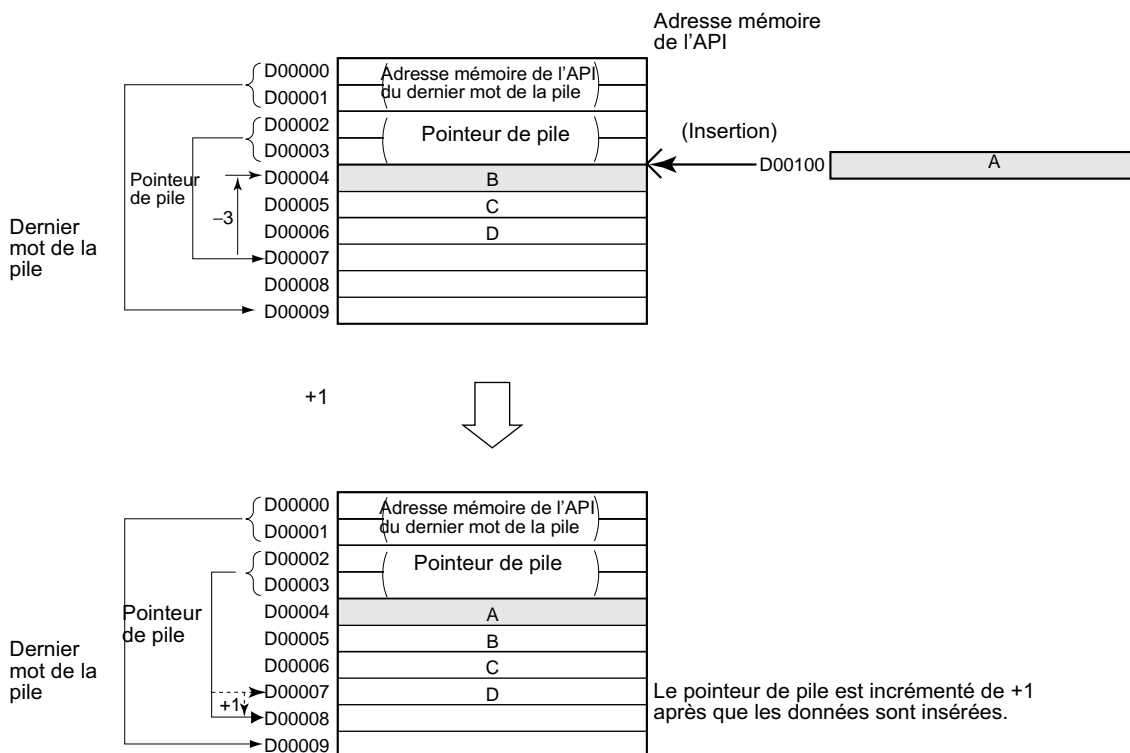 Adresse mémoire
de l'API
D00000
Adresse mémoire de l'API
D00001
du dernier mot de la pile
D00002
Pointeur de pile
D00003
(Insertion)
D00100
A
D00004
B
Pointeur
de pile
D00005
C
–3
D00006
D
Dernier
mot de la
pile
D00007
D00008
D00009
+1
D00000
Adresse mémoire de l'API
D00001
du dernier mot de la pile
D00002
Pointeur de pile
D00003
D00004
A
Pointeur
de pile
D00005
B
Dernier
mot de la
pile
D00006
C
D00007
D
+1
D00008
D00009
Le pointeur de pile est incrémenté de +1
après que les données sont insérées.